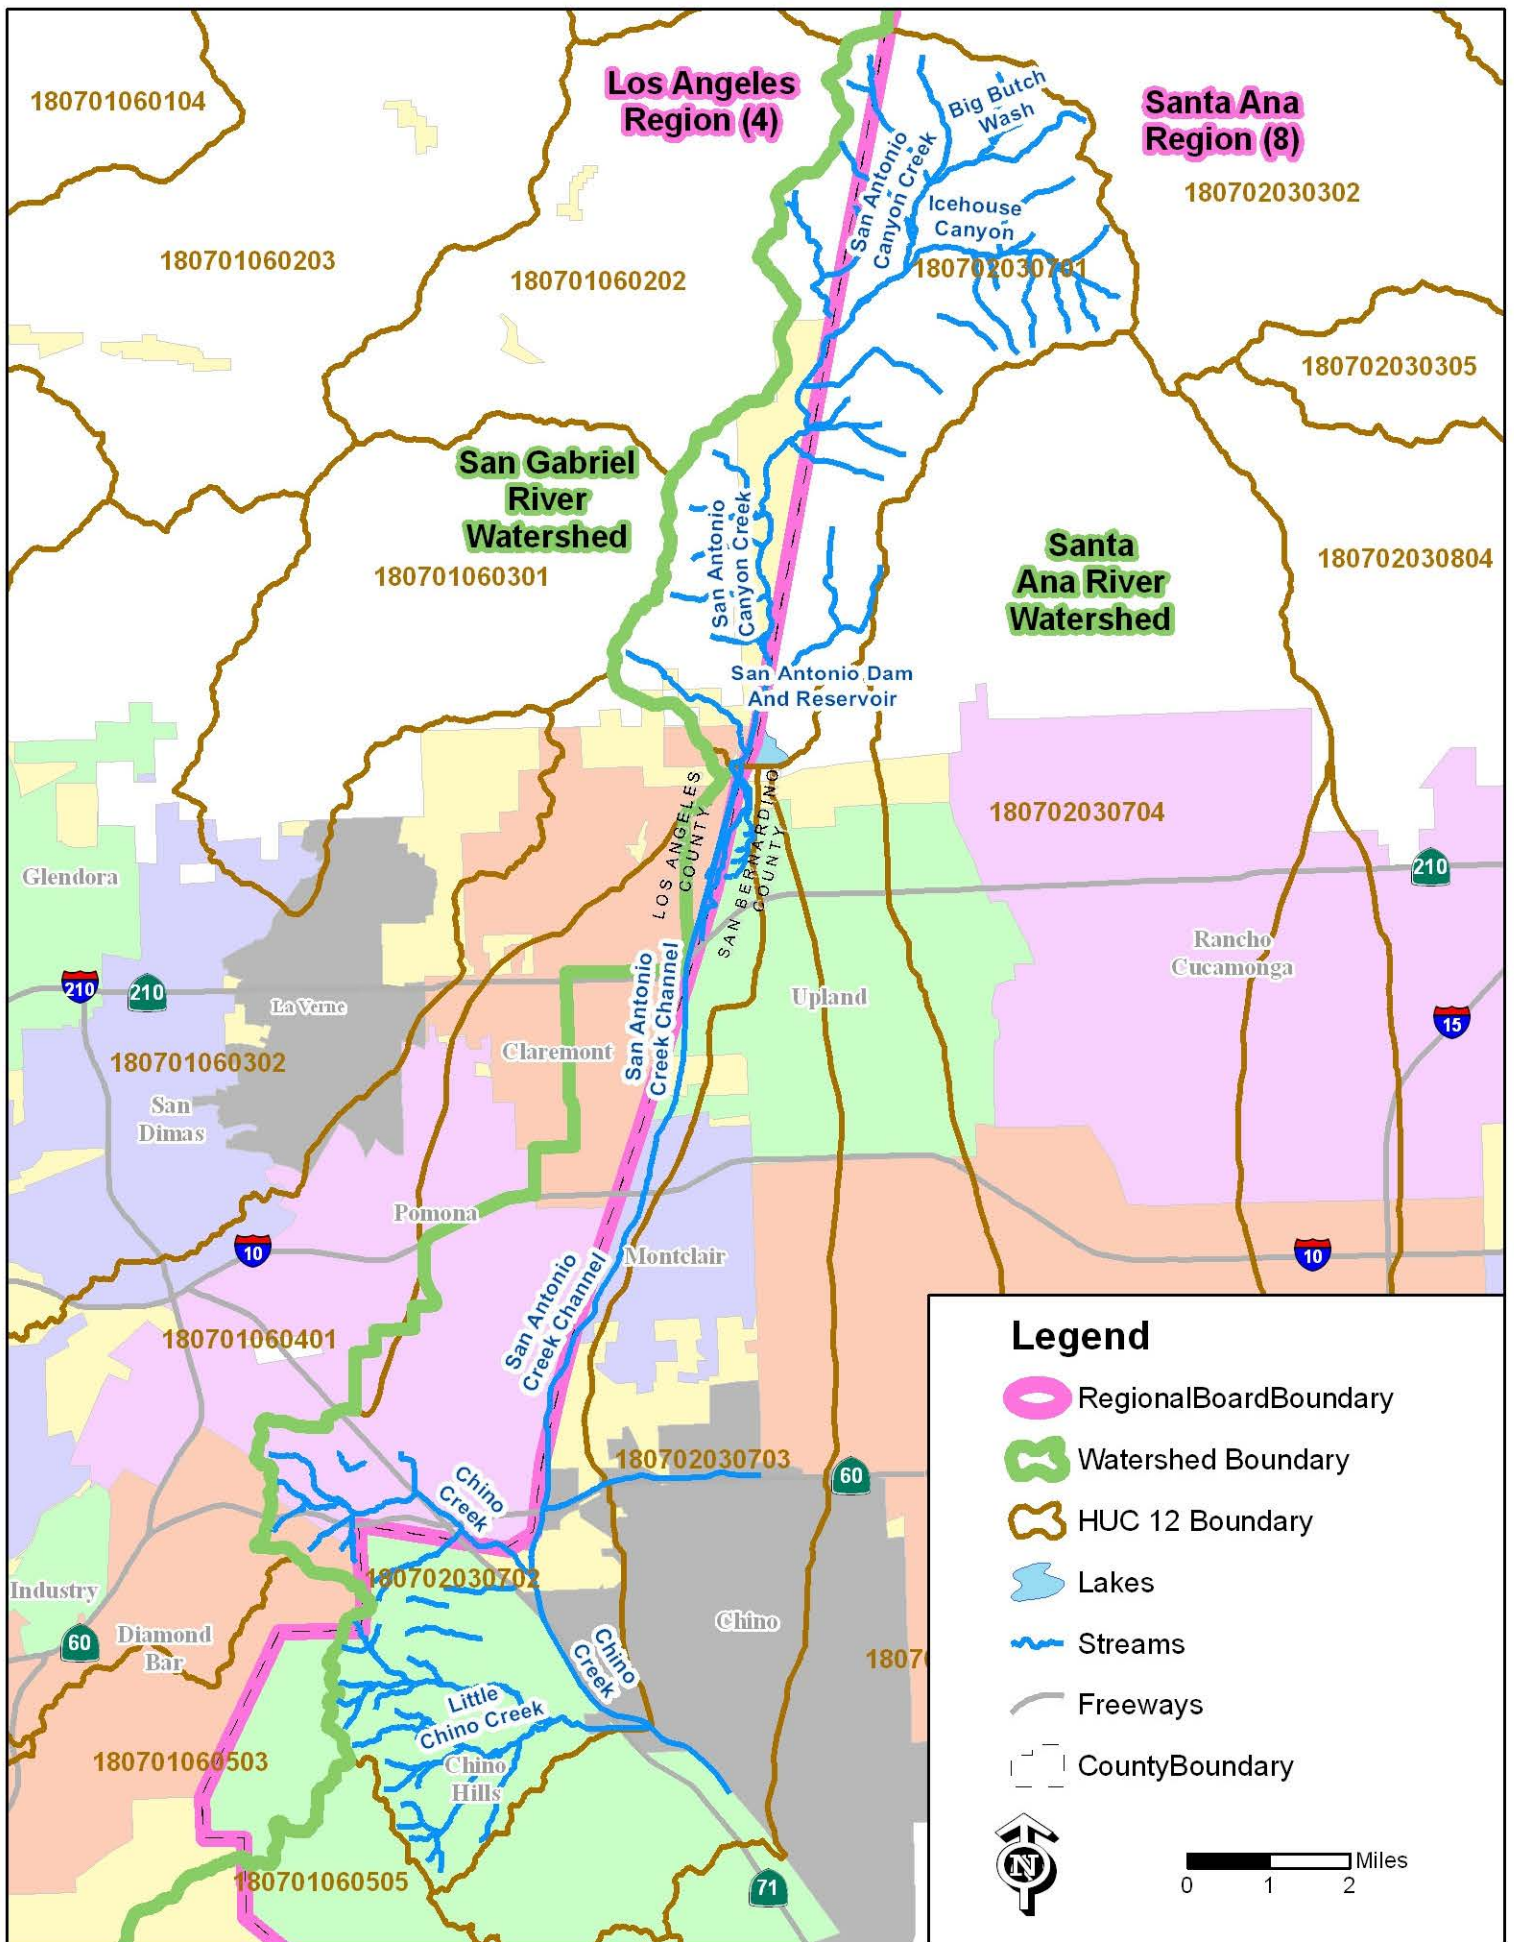 Los Angeles
Region (4)
Santa Ana
Region (8)
180701060104
180702030302
Big Butch
Wash
San Antonio
Canyon Creek
Icehouse
Canyon
180701060203
180701060202
180702030701
180702030305
San Gabriel
River
Watershed
180701060301
San Antonio
Canyon Creek
Santa
Ana River
Watershed
180702030804
San Antonio Dam
And Reservoir
LOS ANGELES
COUNTY
SAN BERNARDINO
COUNTY
180702030704
Glendora
210
Rancho
Cucamonga
210
210
La Verne
San Antonio
Creek Channel
Upland
15
Claremont
180701060302
San
Dimas
Pomona
10
Montclair
10
San Antonio
Creek Channel
180701060401
180702030703
60
Chino
Creek
180702030702
Industry
60
Diamond
Bar
Chino
Chino
Creek
1807
Little
Chino Creek
Chino
Hills
180701060503
180701060505
71
Legend
RegionalBoardBoundary
Watershed Boundary
HUC 12 Boundary
Lakes
Streams
Freeways
CountyBoundary
N
Miles
0 1 2